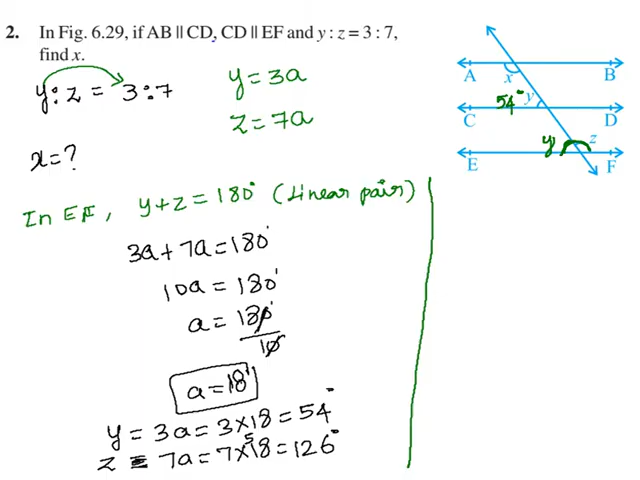 2. In Fig. 6.29, if AB || CD, CD || EF and y : z = 3 : 7,
find x.
y:z = 3:7
y = 3a
z = 7a
x = ?
A x B
54° y
C D
y z
E F
In EF, y+z = 180° (Linear pair)
3a + 7a = 180°
10a = 180°
a = 180°
10
a = 18°
y = 3a = 3×18 = 54°
z = 7a = 7×18 = 126°
5